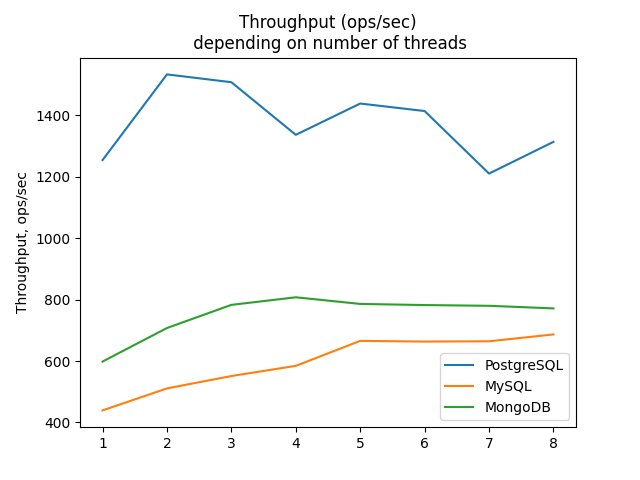 Throughput (ops/sec)
depending on number of threads
Throughput, ops/sec
1400
1200
1000
800
600
400
1 2 3 4 5 6 7 8
PostgreSQL
MySQL
MongoDB